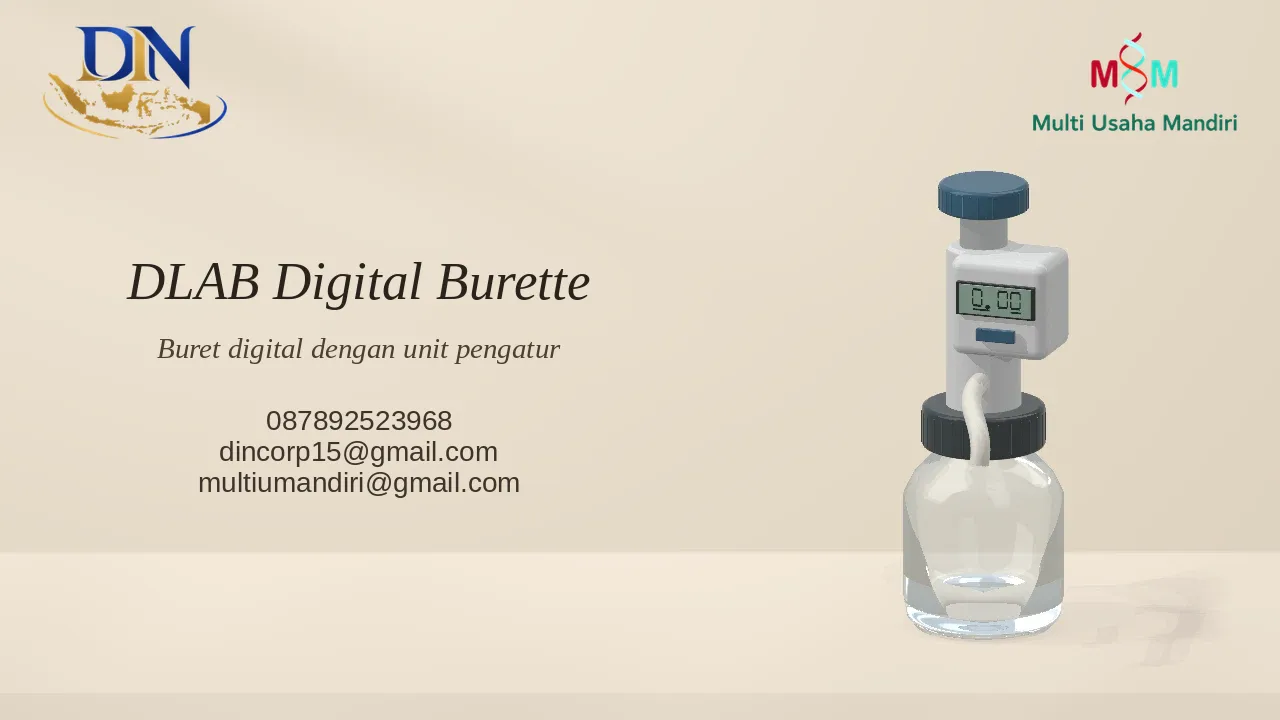 DIN
M M
Multi Usaha Mandiri
DLAB Digital Burette
Buret digital dengan unit pengatur
0.00
087892523968
dincorp15@gmail.com
multiumandiri@gmail.com